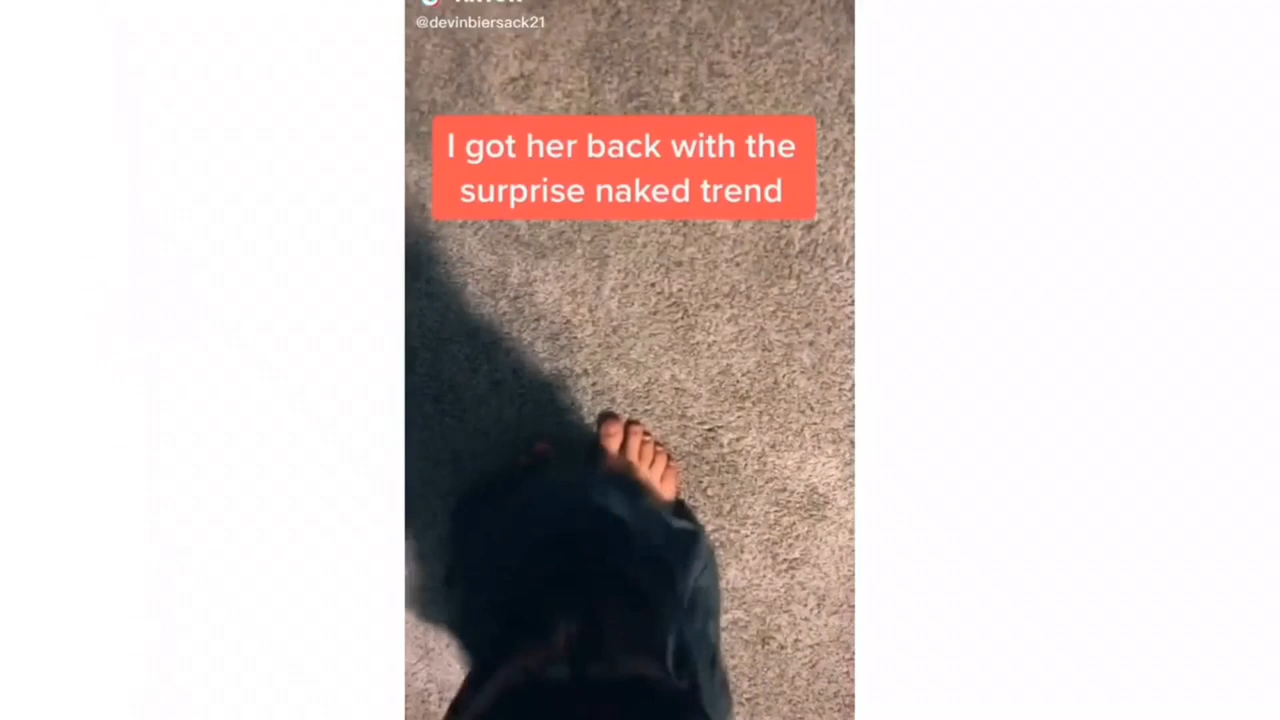 @devinbiersack21
I got her back with the
surprise naked trend